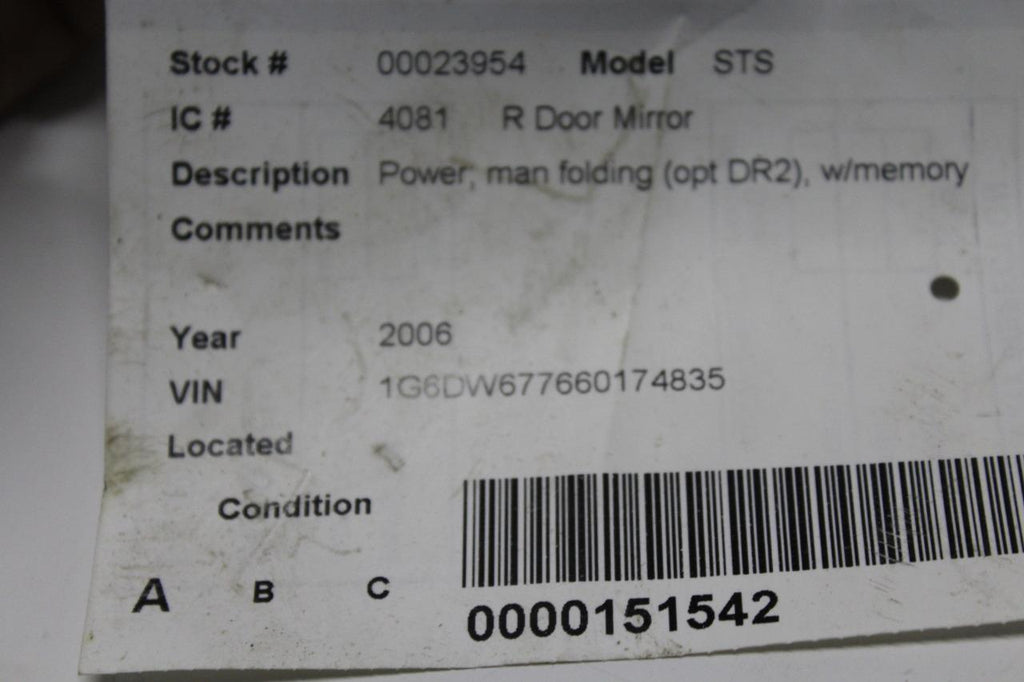 Stock # 00023954 Model STS
IC # 4081 R Door Mirror
Description Power, man folding (opt DR2), w/memory
Comments
Year 2006
VIN 1G6DW677660174835
Located
Condition
A B C
0000151542